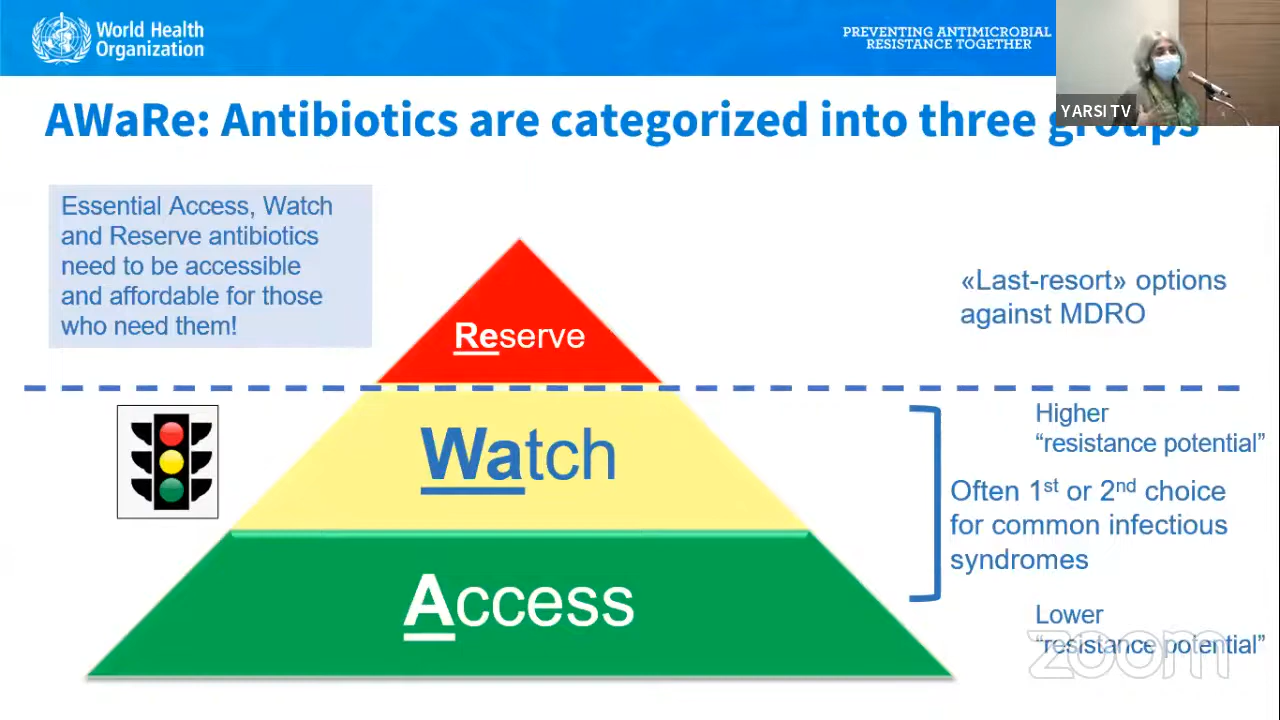 World Health
Organization
PREVENTING ANTIMICROBIAL
RESISTANCE TOGETHER
YARSI TV
AWaRe: Antibiotics are categorized into three groups
Essential Access, Watch
and Reserve antibiotics
need to be accessible
and affordable for those
who need them!
Reserve
«Last-resort» options
against MDRO
Watch
Higher
“resistance potential”
Often 1st or 2nd choice
for common infectious
syndromes
Access
Lower
“resistance potential”
zoom